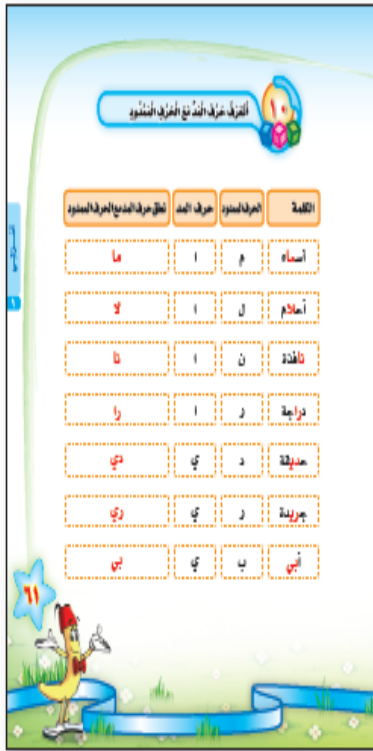 ١٠
أتعرف حرف المد مع الحرف الممدود
الكلمة الحرف الممدود حرف المد نطق حرف المد مع الحرف الممدود
أسماء م ا ما
أحلام ل ا لا
نافذة ن ا نا
دراجة ر ا را
حديقة د ي دي
جريدة ر ي ري
أبي ب ي بي
٦١